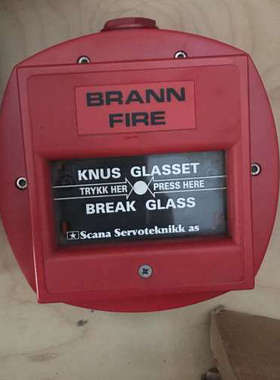 BRANN
FIRE
KNUS GLASSET
TRYKK HER PRESS HERE
BREAK GLASS
Scana Servoteknikk as